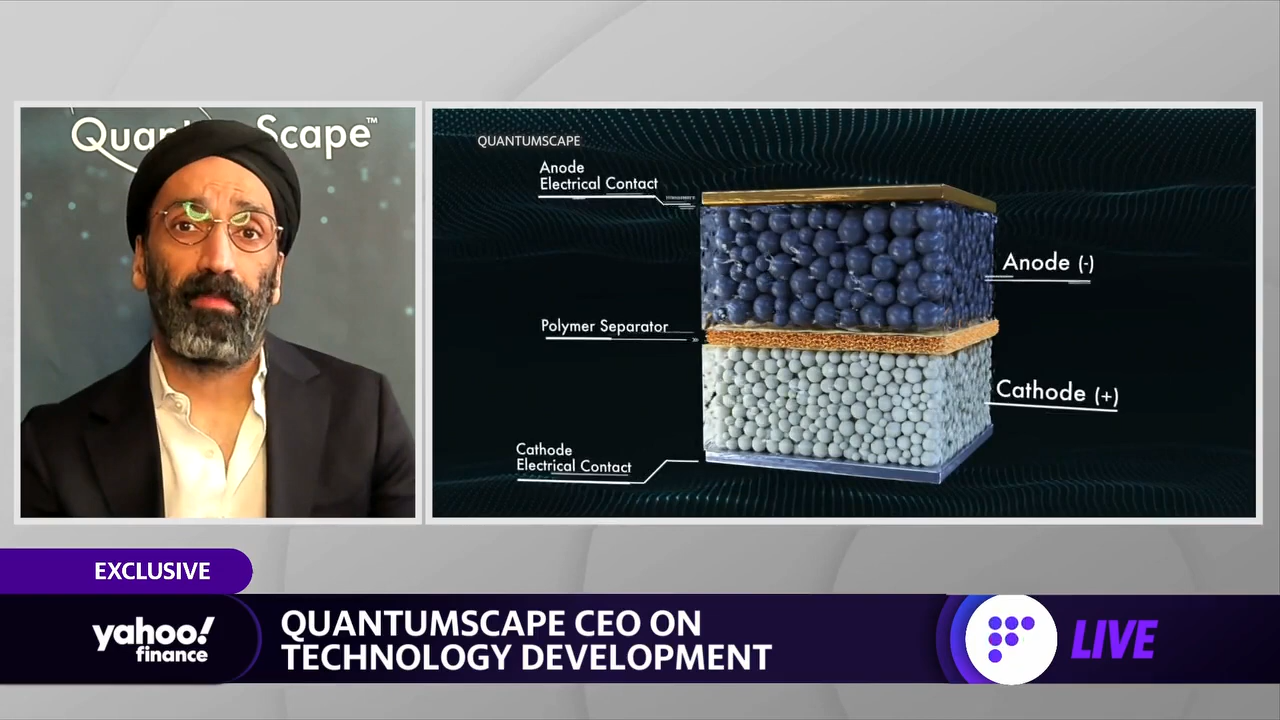 QuantumScape™
QUANTUMSCAPE
Anode
Electrical Contact
Anode (-)
Polymer Separator
Cathode (+)
Cathode
Electrical Contact
EXCLUSIVE
yahoo!
finance
QUANTUMSCAPE CEO ON
TECHNOLOGY DEVELOPMENT
LIVE